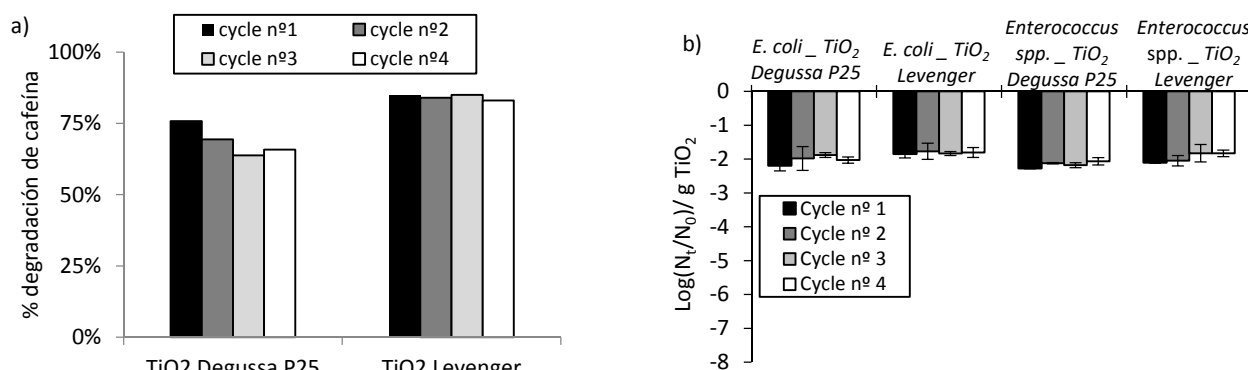 a)
cycle nº1
cycle nº2
cycle nº3
cycle nº4
100%
75%
50%
25%
0%
% degradación de cafeína
TiO2 Degussa P25
TiO2 Levenger
b)
E. coli _ TiO2
Degussa P25
E. coli _ TiO2
Levenger
Enterococcus
spp. _ TiO2
Degussa P25
Enterococcus
spp. _ TiO2
Levenger
0
-1
-2
-3
-4
-5
-6
-7
-8
Log(Nt/N0)/ g TiO2
Cycle nº 1
Cycle nº 2
Cycle nº 3
Cycle nº 4